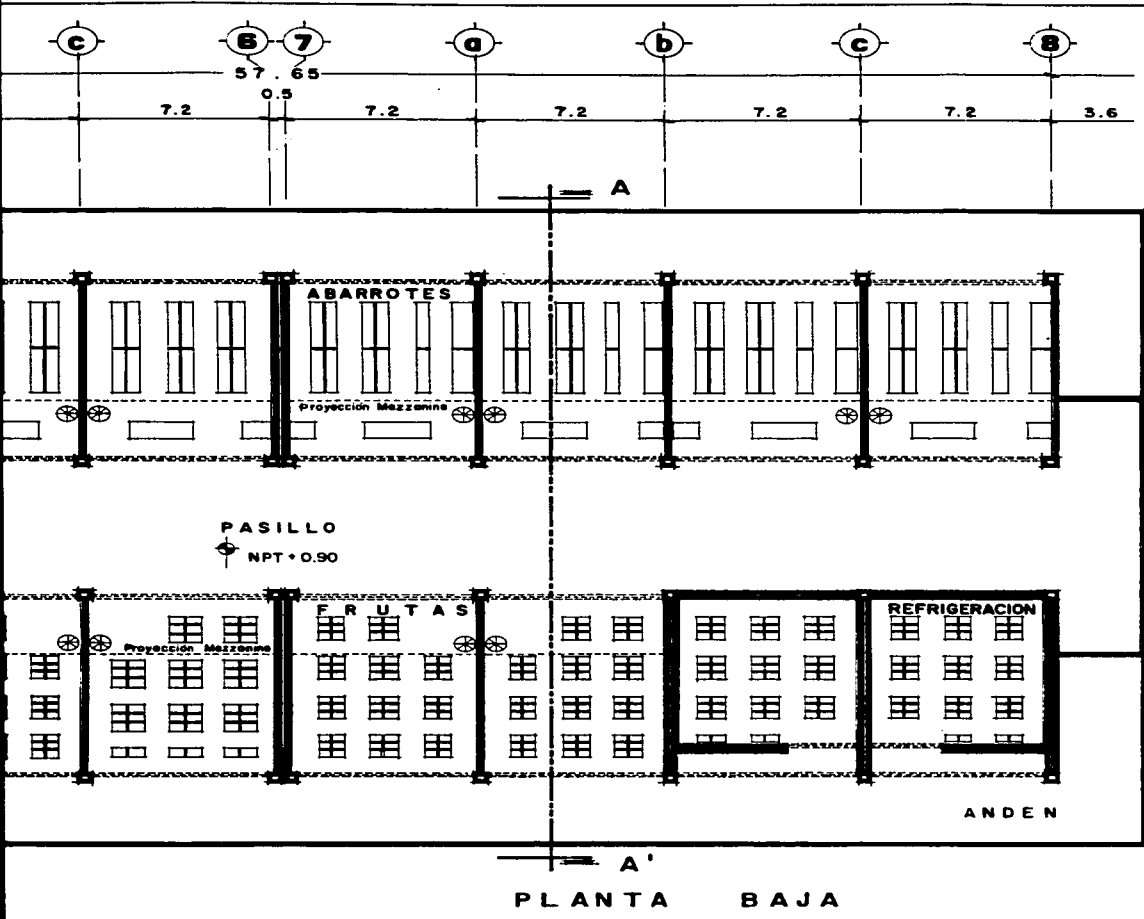 c 6 7 a b c 8
57.65
0.5
7.2 7.2 7.2 7.2 7.2 3.6
A
ABARROTES
Proyección Mezzanine
PASILLO
NPT + 0.90
FRUTAS REFRIGERACION
Proyección Mezzanine
ANDEN
A'
PLANTA BAJA